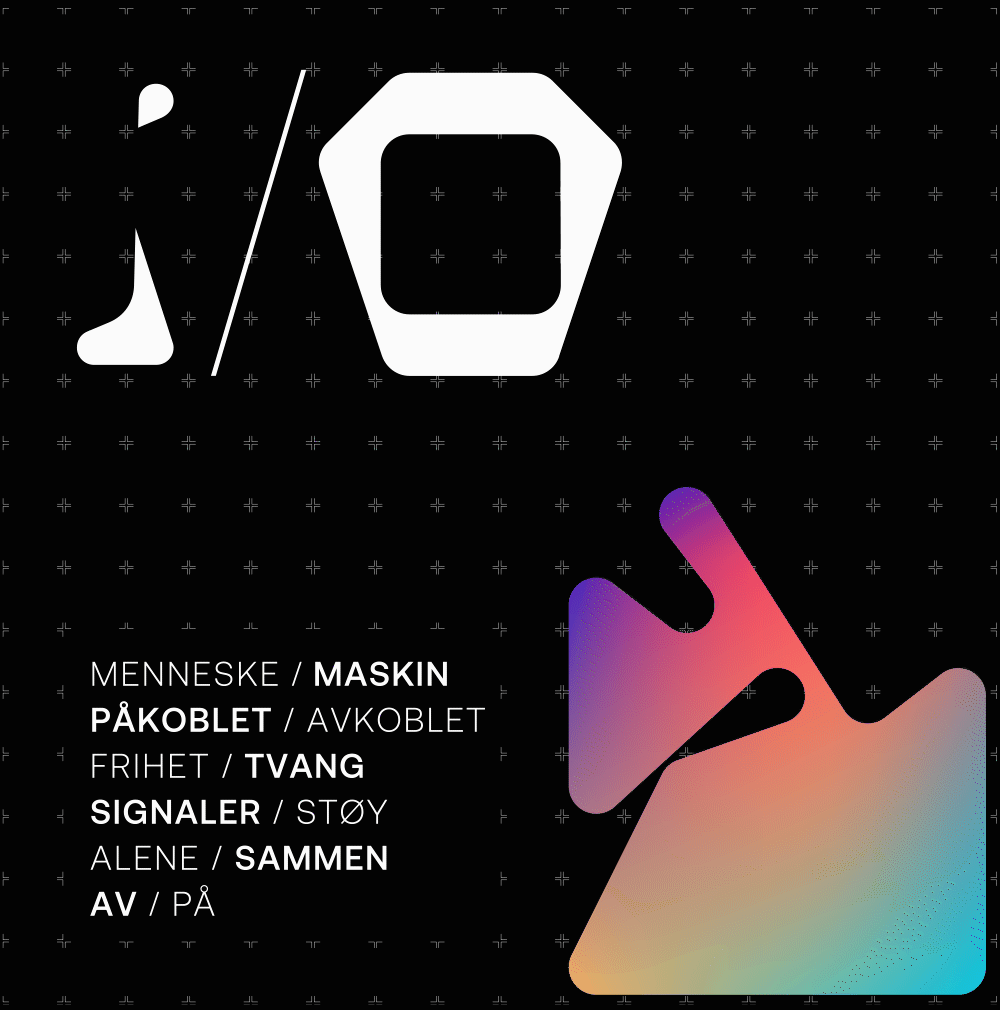 i/O
MENNESKE / MASKIN
PÅKOBLET / AVKOBLET
FRIHET / TVANG
SIGNALER / STØY
ALENE / SAMMEN
AV / PÅ